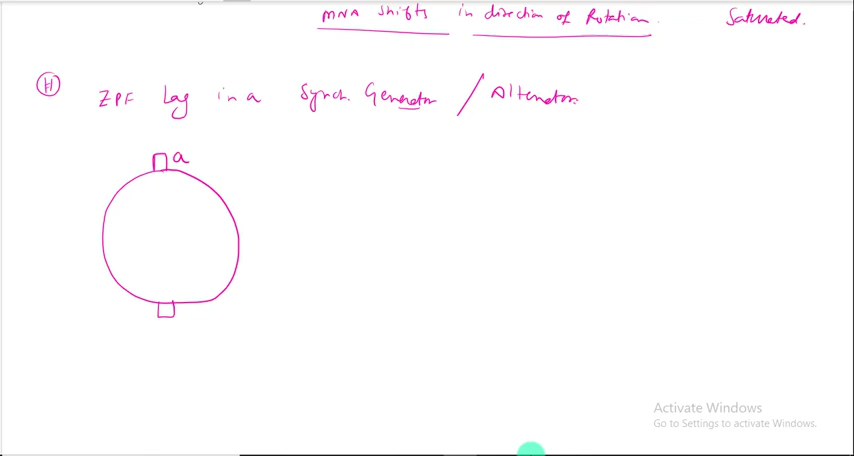 MNA shifts in direction of Rotation. Saturated.
H ZPF Lag in a Synch. Generator / Alternator.
a
Activate Windows
Go to Settings to activate Windows.